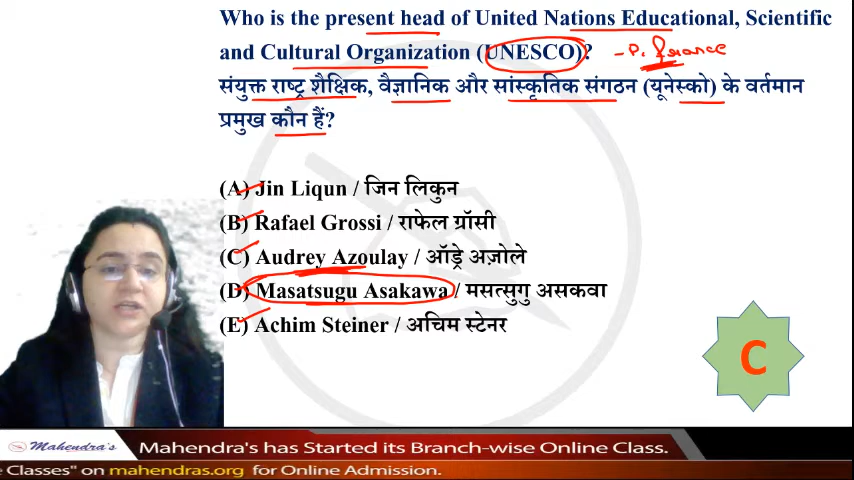 Who is the present head of United Nations Educational, Scientific
and Cultural Organization (UNESCO)? -P. france
संयुक्त राष्ट्र शैक्षिक, वैज्ञानिक और सांस्कृतिक संगठन (यूनेस्को) के वर्तमान
प्रमुख कौन हैं?
(A) Jin Liqun / जिन लिकुन
(B) Rafael Grossi / राफेल ग्रॉसी
(C) Audrey Azoulay / ऑड्रे अज़ोले
(D) Masatsugu Asakawa / मसत्सुगु असकवा
(E) Achim Steiner / अचिम स्टेनर
C
Mahendra's
Mahendra's has Started its Branch-wise Online Class.
e Classes" on mahendras.org for Online Admission.